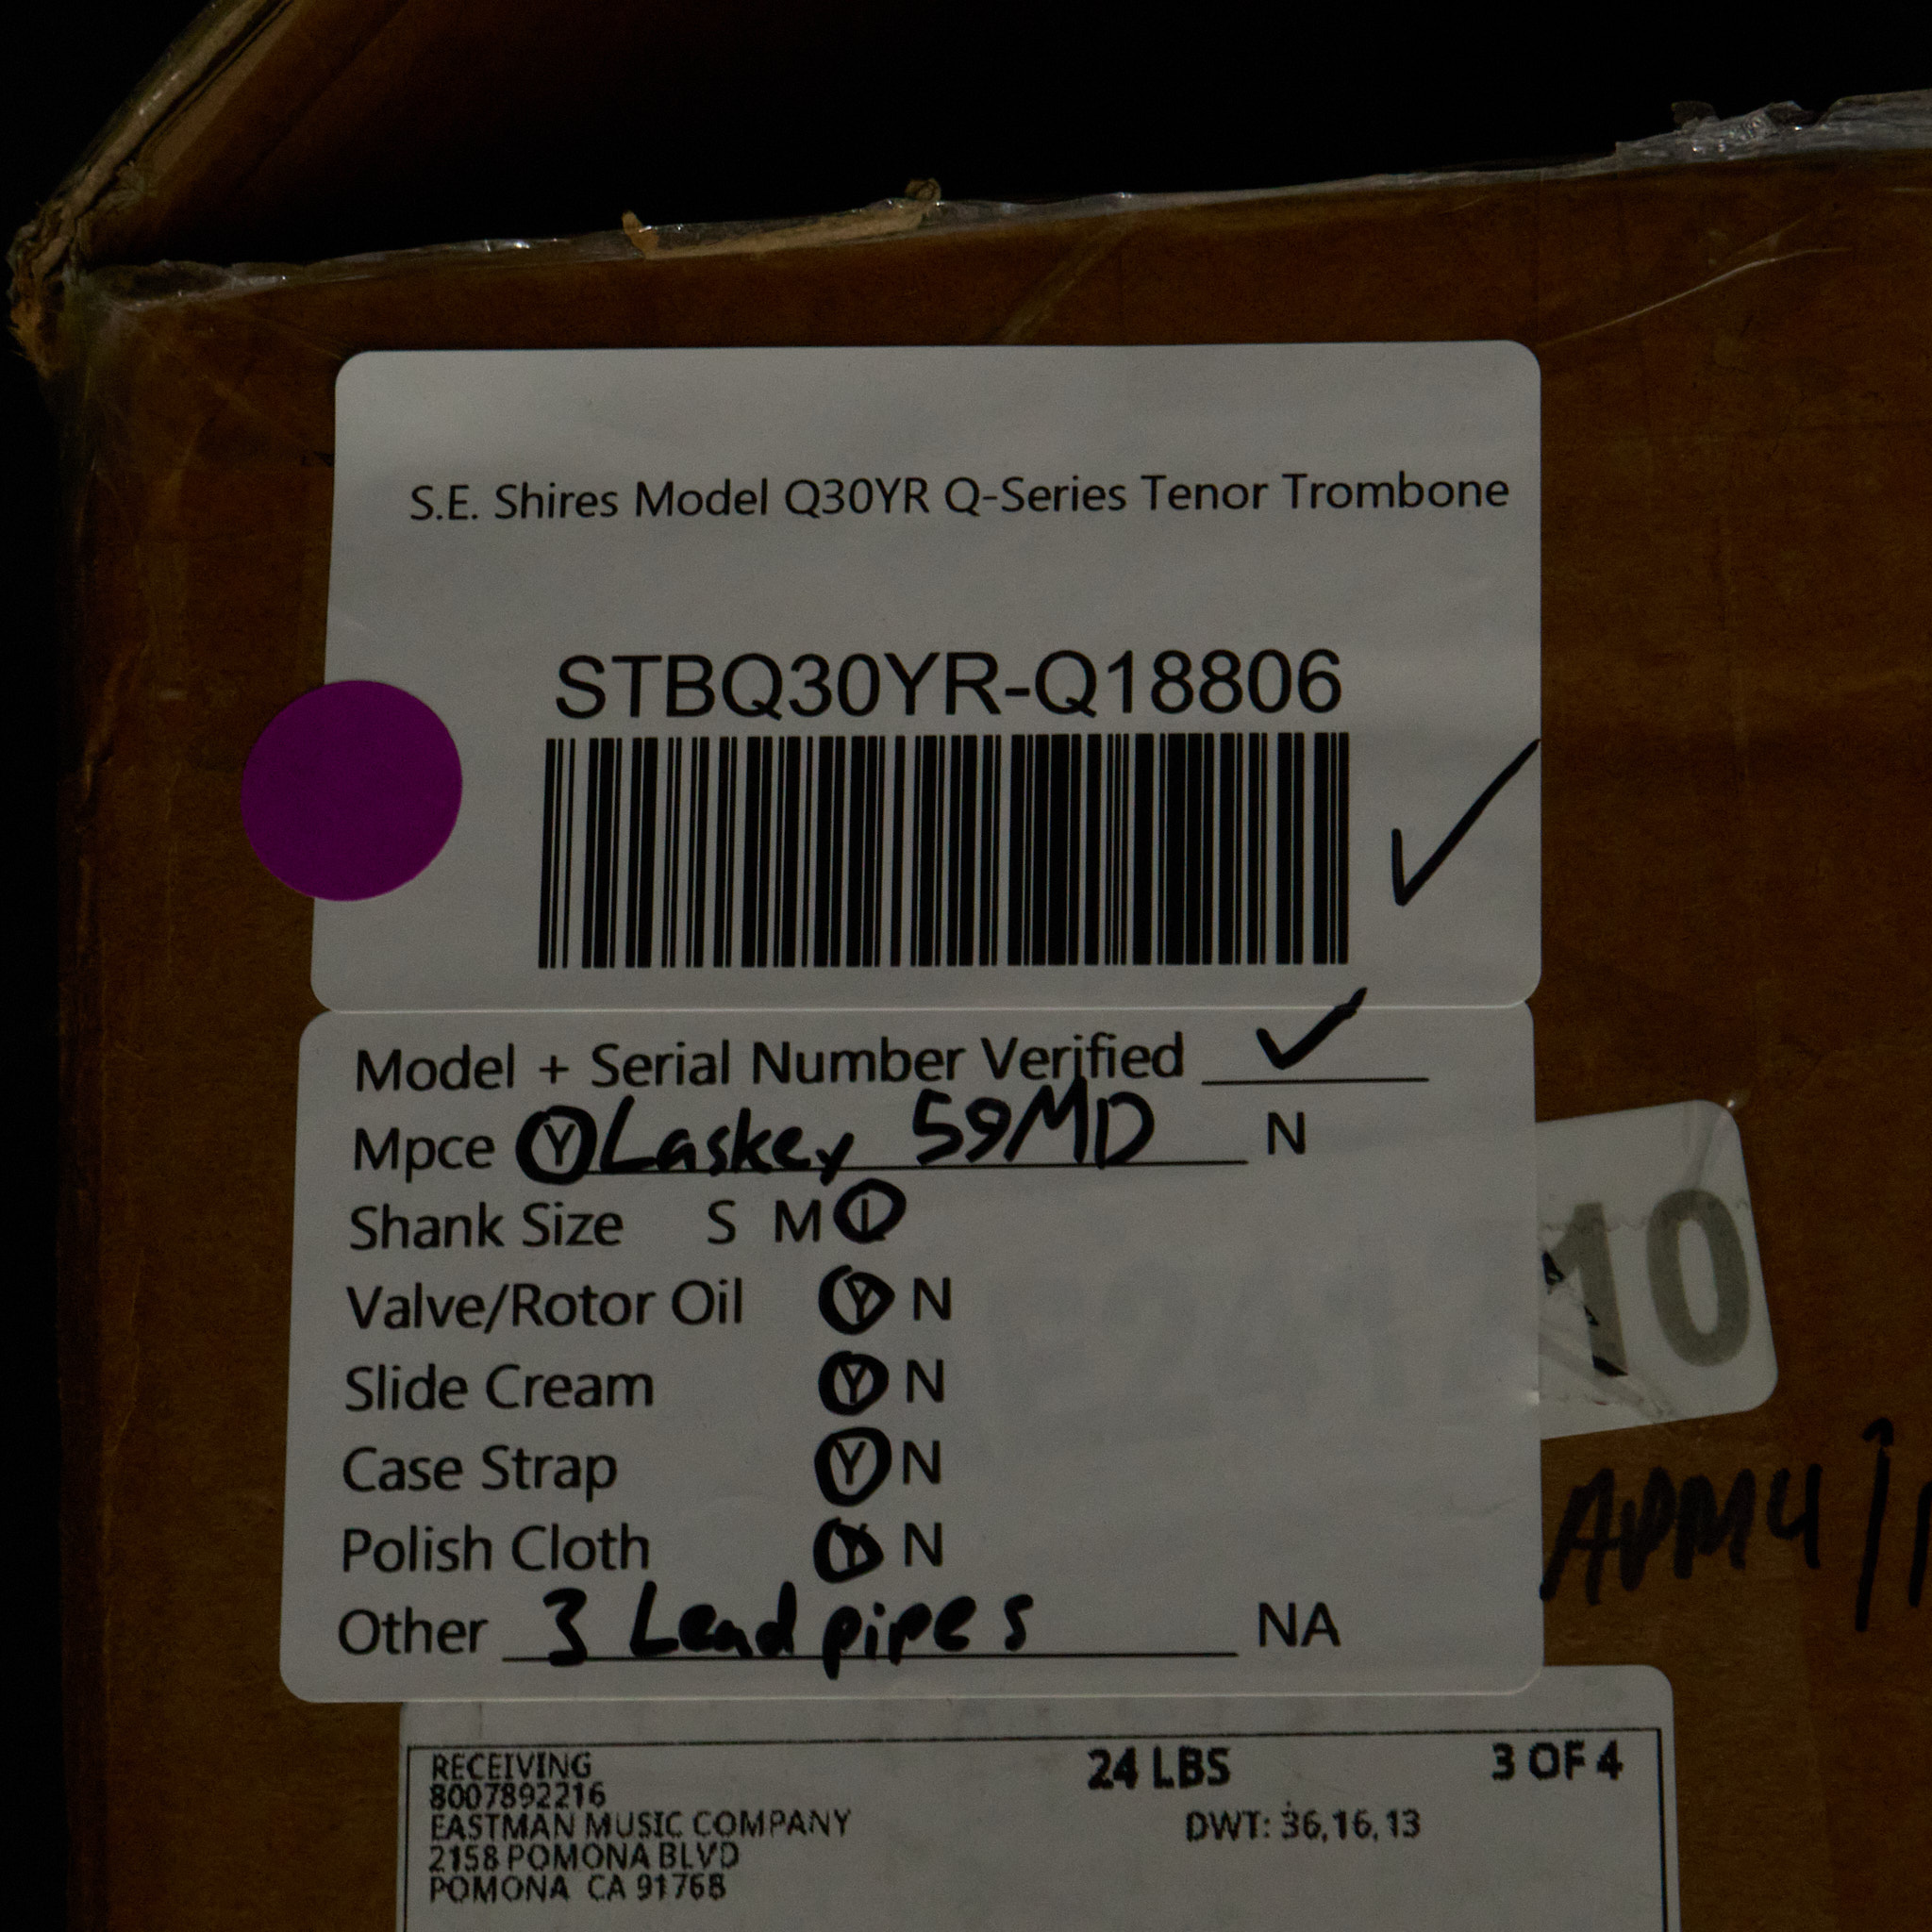 S.E. Shires Model Q30YR Q-Series Tenor Trombone
STBQ30YR-Q18806
Model + Serial Number Verified ✓
Mpce Y Laskey 59MD N
Shank Size S M L
Valve/Rotor Oil Y N
Slide Cream Y N
Case Strap Y N
Polish Cloth Y N
Other 3 Leadpipes NA
10
RECEIVING
8007892216
EASTMAN MUSIC COMPANY
2158 POMONA BLVD
POMONA CA 91768
24 LBS
3 OF 4
DWT: 36,16,13